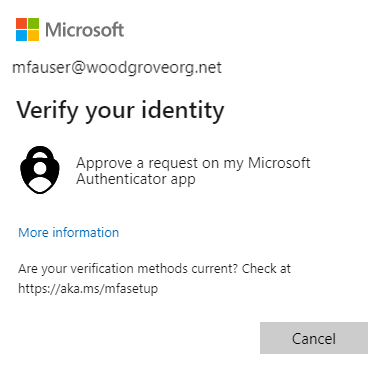 Microsoft
mfauser@woodgroveorg.net
Verify your identity
Approve a request on my Microsoft
Authenticator app
More information
Are your verification methods current? Check at
https://aka.ms/mfasetup
Cancel